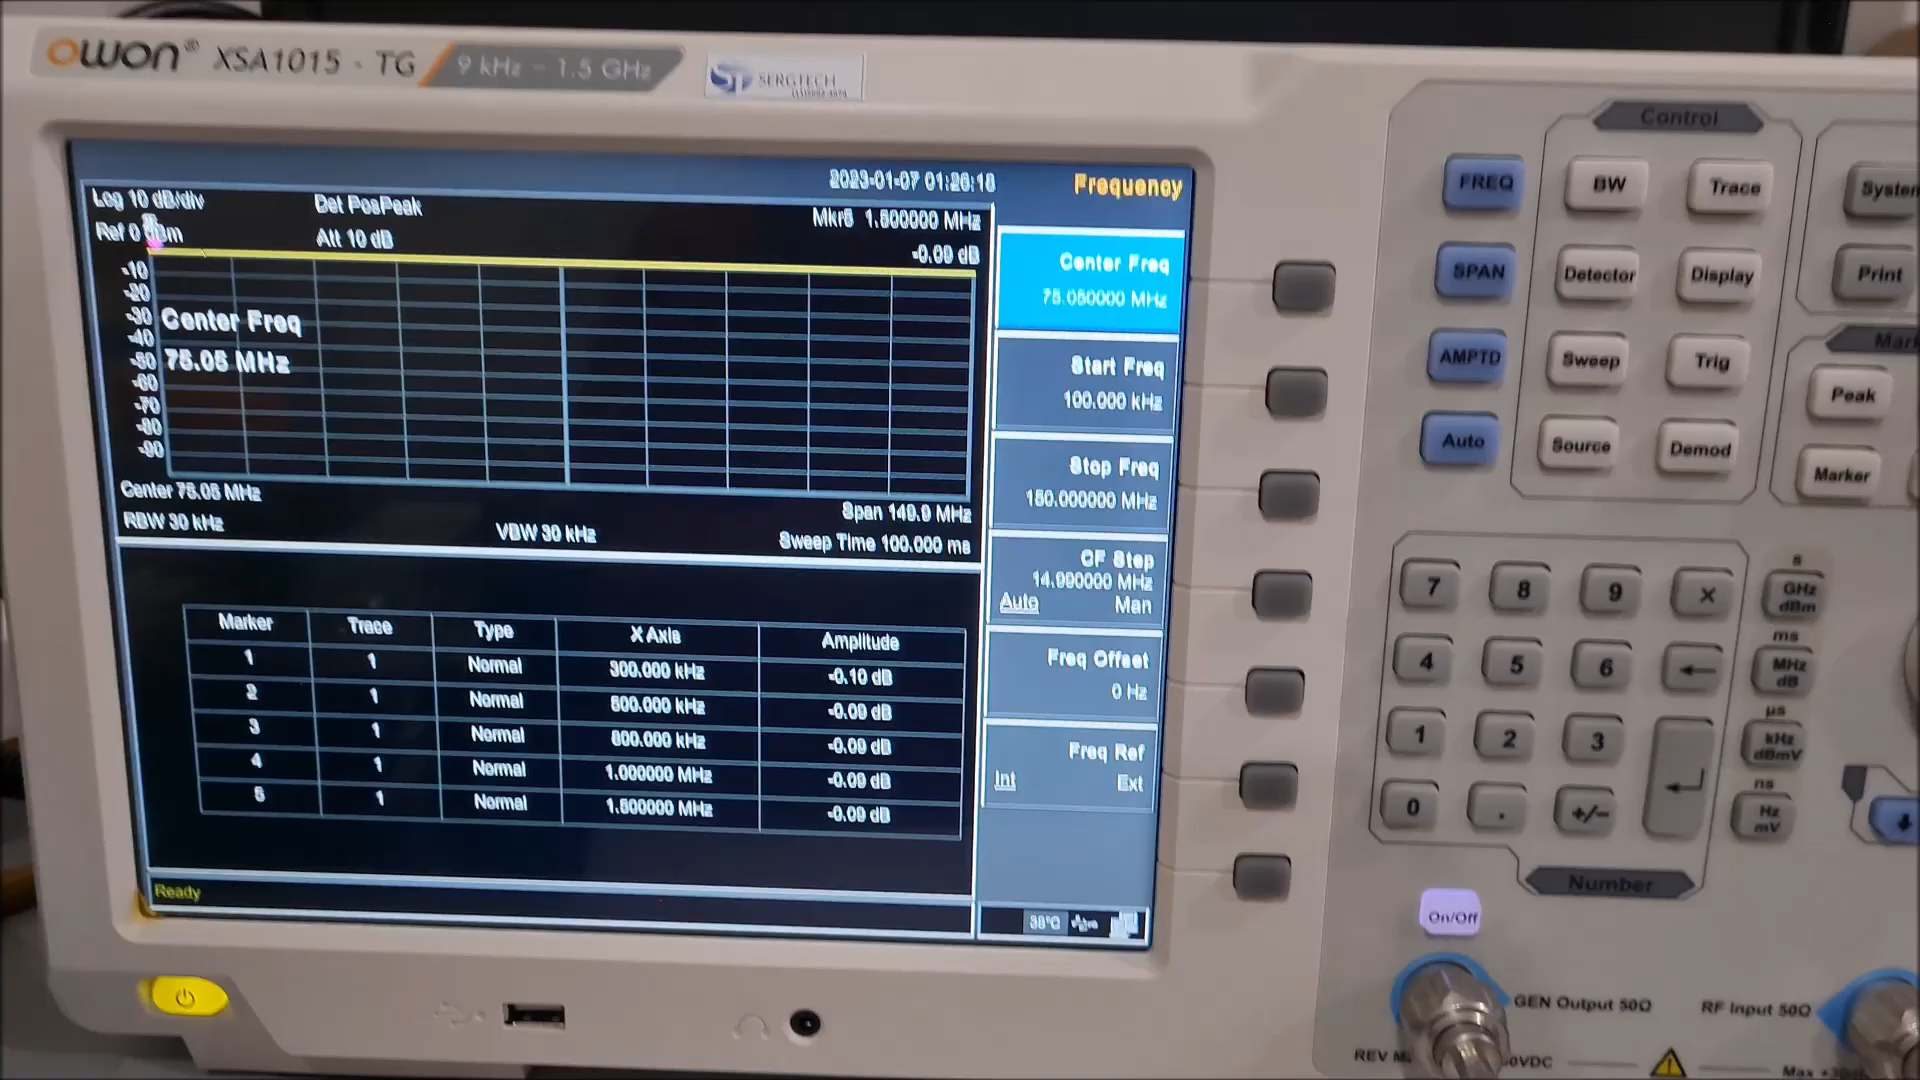 OWON® XSA1015 - TG 9 kHz - 1.5 GHz
SERGTECH
2023-01-07 01:26:18
Frequency
Log 10 dB/div
Det PosPeak
Mkr5 1.500000 MHz
Ref 0 dBm
Att 10 dB
-0.09 dB
-10
-20
-30
-40
-50
-60
-70
-80
-90
Center Freq
75.05 MHz
Center 75.05 MHz
Span 149.9 MHz
RBW 30 kHz
VBW 30 kHz
Sweep Time 100.000 ms
Marker Trace Type X Axis Amplitude
1 1 Normal 300.000 kHz -0.10 dB
2 1 Normal 500.000 kHz -0.09 dB
3 1 Normal 800.000 kHz -0.09 dB
4 1 Normal 1.000000 MHz -0.09 dB
5 1 Normal 1.500000 MHz -0.09 dB
Ready
Center Freq
75.050000 MHz
Start Freq
100.000 kHz
Stop Freq
150.000000 MHz
CF Step
14.990000 MHz
Auto Man
Freq Offset
0 Hz
Freq Ref
Int Ext
38°C
Control
FREQ BW Trace
SPAN Detector Display
AMPTD Sweep Trig
Auto Source Demod
System
Print
Peak
Marker
7 8 9 ×
4 5 6 ←
1 2 3
0 . +/-
s
GHz
dBm
ms
MHz
dB
µs
kHz
dBmV
ns
Hz
mV
Number
On/Off
GEN Output 50Ω
RF Input 50Ω